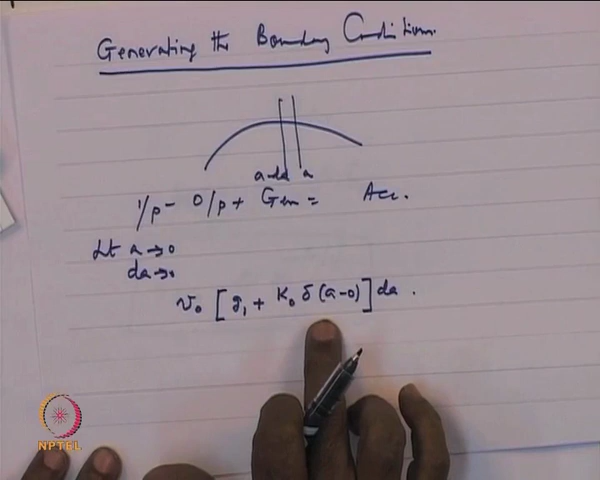 Generating the Boundary Conditions.
a-da a
I/p - O/p + Gen = Acc.
Lt a→0
da→0
v₀ [g₁ + K₀ δ(a-0)] da .
NPTEL